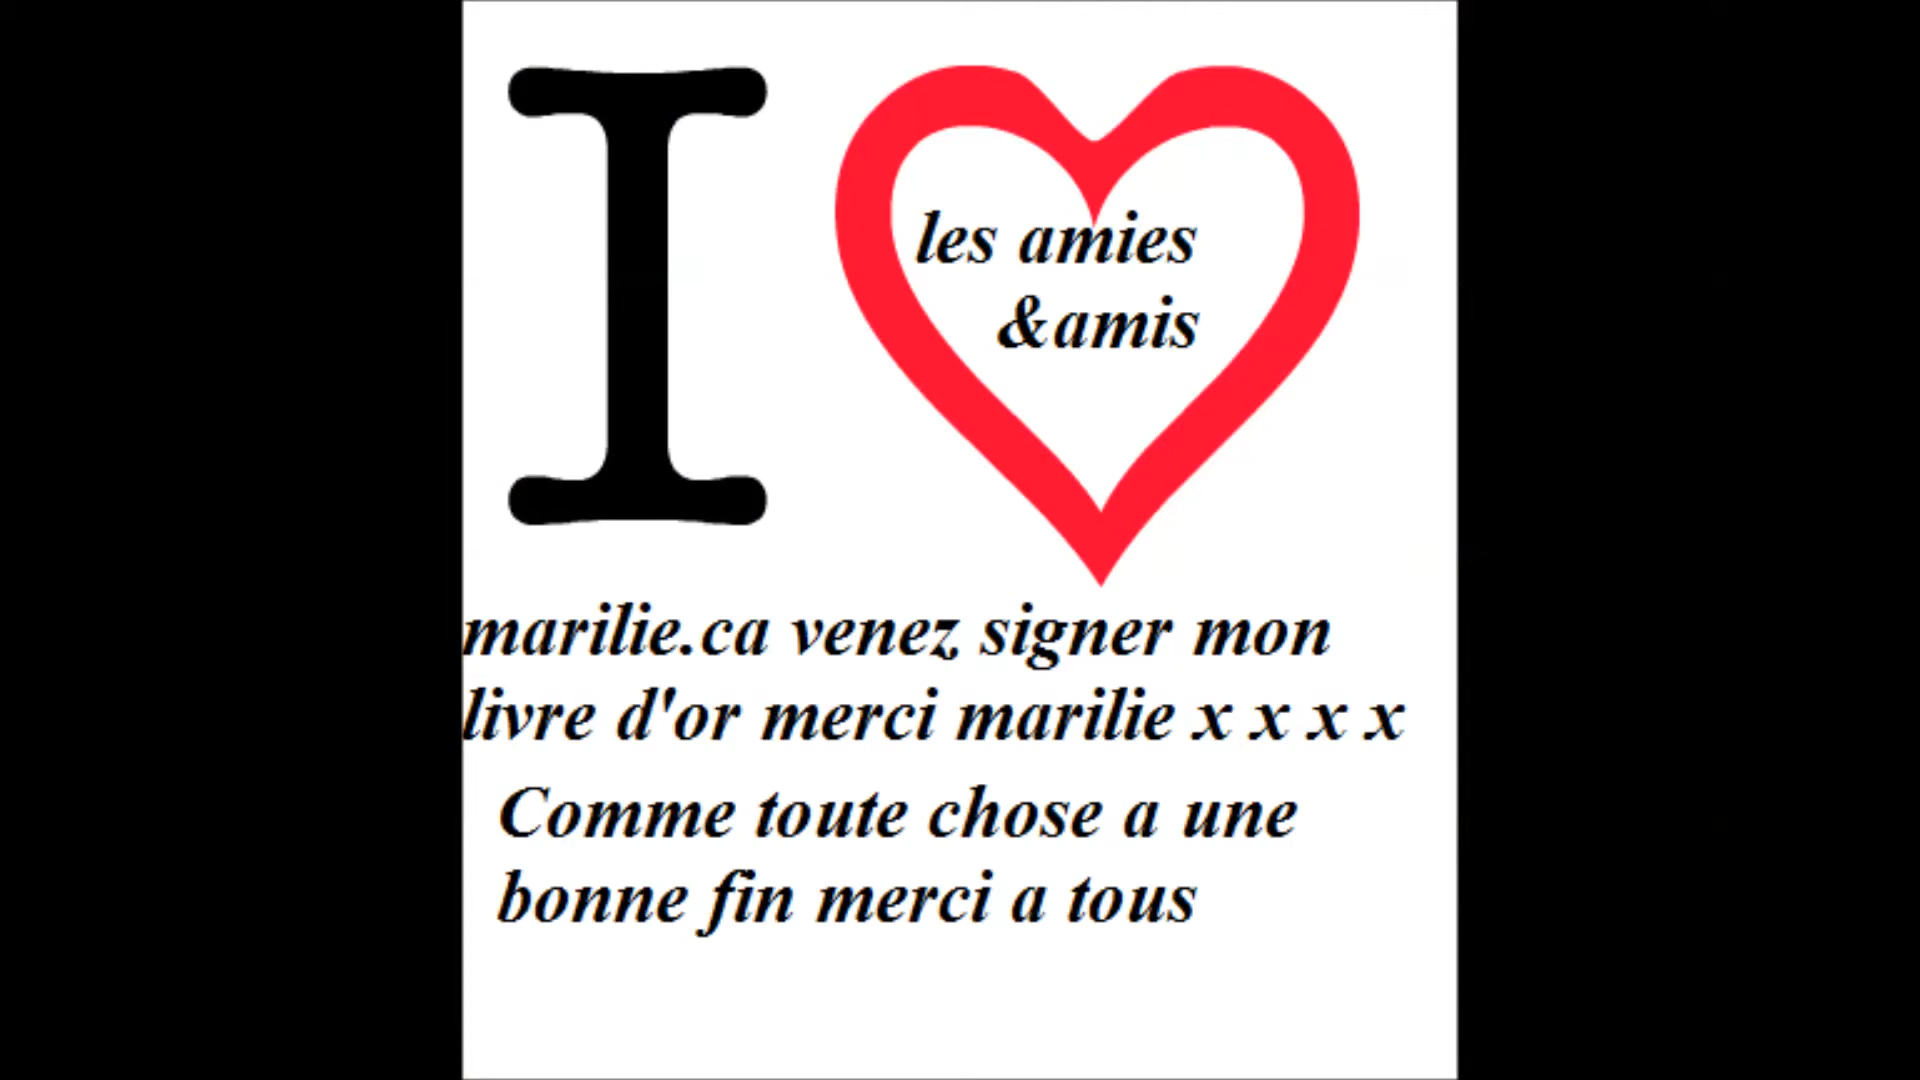 I
les amies
&amis
marilie.ca venez signer mon
livre d'or merci marilie x x x x
Comme toute chose a une
bonne fin merci a tous